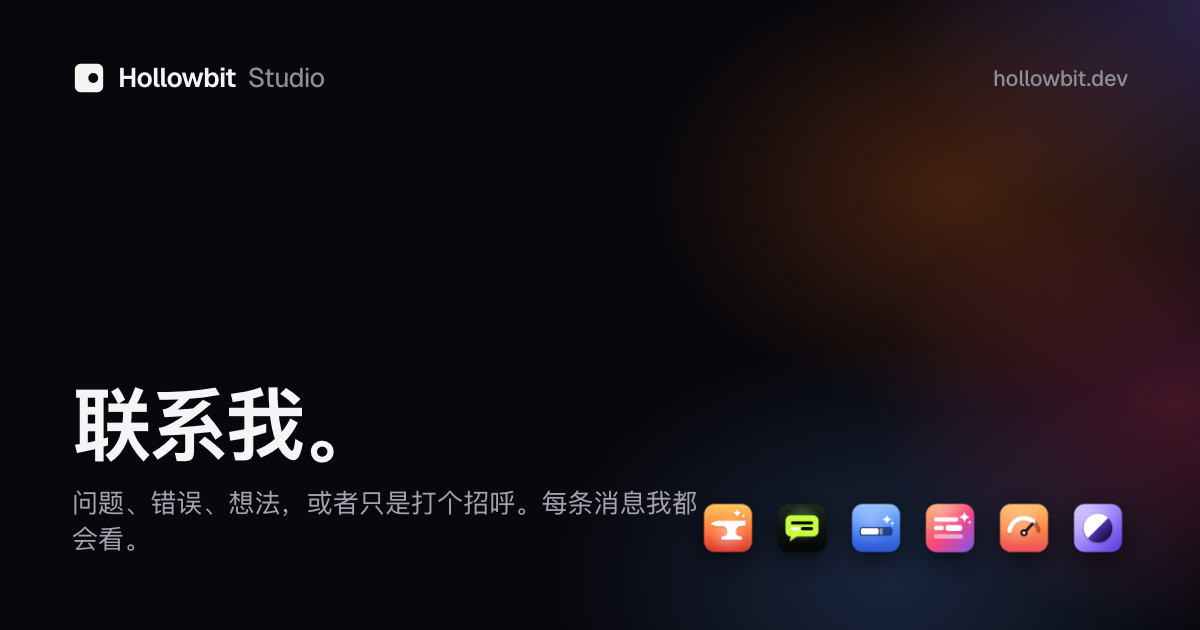 Hollowbit Studio
hollowbit.dev
联系我。
问题、错误、想法，或者只是打个招呼。每条消息我都
会看。